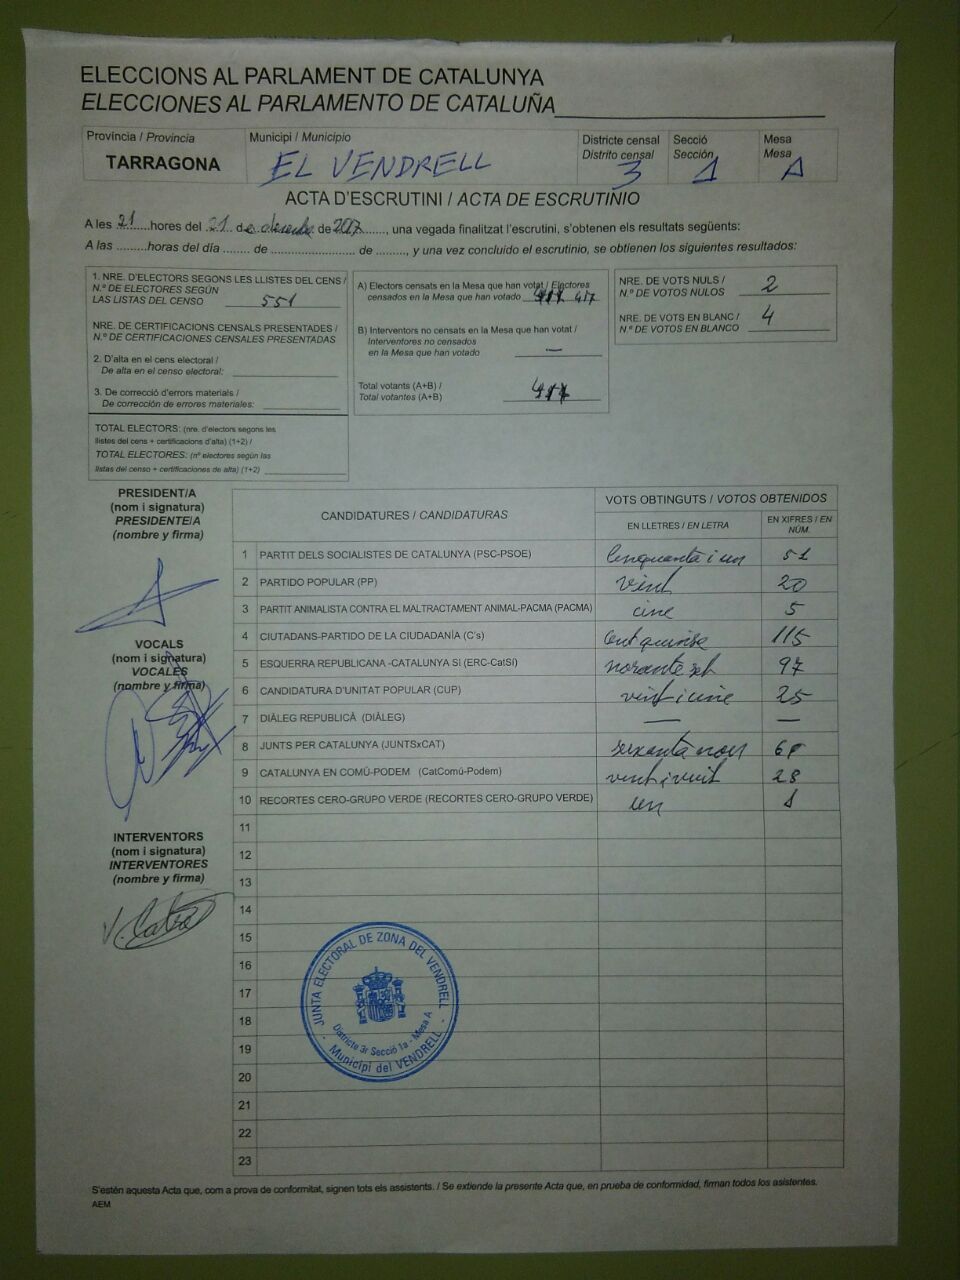 ELECCIONS AL PARLAMENT DE CATALUNYA
ELECCIONES AL PARLAMENTO DE CATALUÑA
Provincia / Provincia Municipi / Municipio Districte censal Secció Mesa
Distrito censal Sección Mesa
TARRAGONA EL VENDRELL 3 1 A
ACTA D'ESCRUTINI / ACTA DE ESCRUTINIO
A les 21 hores del 21 de desembre de 2017, una vegada finalitzat l'escrutini, s'obtenen els resultats següents:
A las ......... horas del día ........ de ......................... de ........, y una vez concluido el escrutinio, se obtienen los siguientes resultados:
1. NRE. D'ELECTORS SEGONS LES LLISTES DEL CENS /
N.º DE ELECTORES SEGÚN
LAS LISTAS DEL CENSO 551
NRE. DE CERTIFICACIONS CENSALS PRESENTADES /
N.º DE CERTIFICACIONES CENSALES PRESENTADAS
2. D'alta en el cens electoral /
De alta en el censo electoral:
3. De correcció d'errors materials /
De corrección de errores materiales:
TOTAL ELECTORS: (nre. d'electors segons les
llistes del cens + certificacions d'alta) (1+2) /
TOTAL ELECTORES: (nº electores según las
listas del censo + certificaciones de alta) (1+2)
A) Electors censats en la Mesa que han votat / Electores
censados en la Mesa que han votado 417
B) Interventors no censats en la Mesa que han votat /
Interventores no censados
en la Mesa que han votado —
Total votants (A+B) /
Total votantes (A+B)
NRE. DE VOTS NULS /
N.º DE VOTOS NULOS 2
NRE. DE VOTS EN BLANC /
N.º DE VOTOS EN BLANCO 4
PRESIDENT/A
(nom i signatura)
PRESIDENTE/A
(nombre y firma)
VOCALS
(nom i signatura)
VOCALES
(nombre y firma)
INTERVENTORS
(nom i signatura)
INTERVENTORES
(nombre y firma)
CANDIDATURES / CANDIDATURAS VOTS OBTINGUTS / VOTOS OBTENIDOS
EN LLETRES / EN LETRA EN XIFRES / EN NÚM.
1 PARTIT DELS SOCIALISTES DE CATALUNYA (PSC-PSOE) Cinquanta i un 51
2 PARTIDO POPULAR (PP) vint 20
3 PARTIT ANIMALISTA CONTRA EL MALTRACTAMENT ANIMAL-PACMA (PACMA) cinc 5
4 CIUTADANS-PARTIDO DE LA CIUDADANÍA (C's) Cent quinse 115
5 ESQUERRA REPUBLICANA -CATALUNYA SÍ (ERC-CatSí) norante set 97
6 CANDIDATURA D'UNITAT POPULAR (CUP) vint i cinc 25
7 DIÀLEG REPUBLICÀ (DIÀLEG) — —
8 JUNTS PER CATALUNYA (JUNTSxCAT) seixanta nou 69
9 CATALUNYA EN COMÚ-PODEM (CatComú-Podem) vint i vuit 28
10 RECORTES CERO-GRUPO VERDE (RECORTES CERO-GRUPO VERDE) un 1
11
12
13
14
15
16
17
18
19
20
21
22
23
JUNTA ELECTORAL DE ZONA DEL VENDRELL
Districte 3r Secció 1a - Mesa A
Municipi del VENDRELL
S'estén aquesta Acta que, com a prova de conformitat, signen tots els assistents. / Se extiende la presente Acta que, en prueba de conformidad, firman todos los asistentes.
AEM